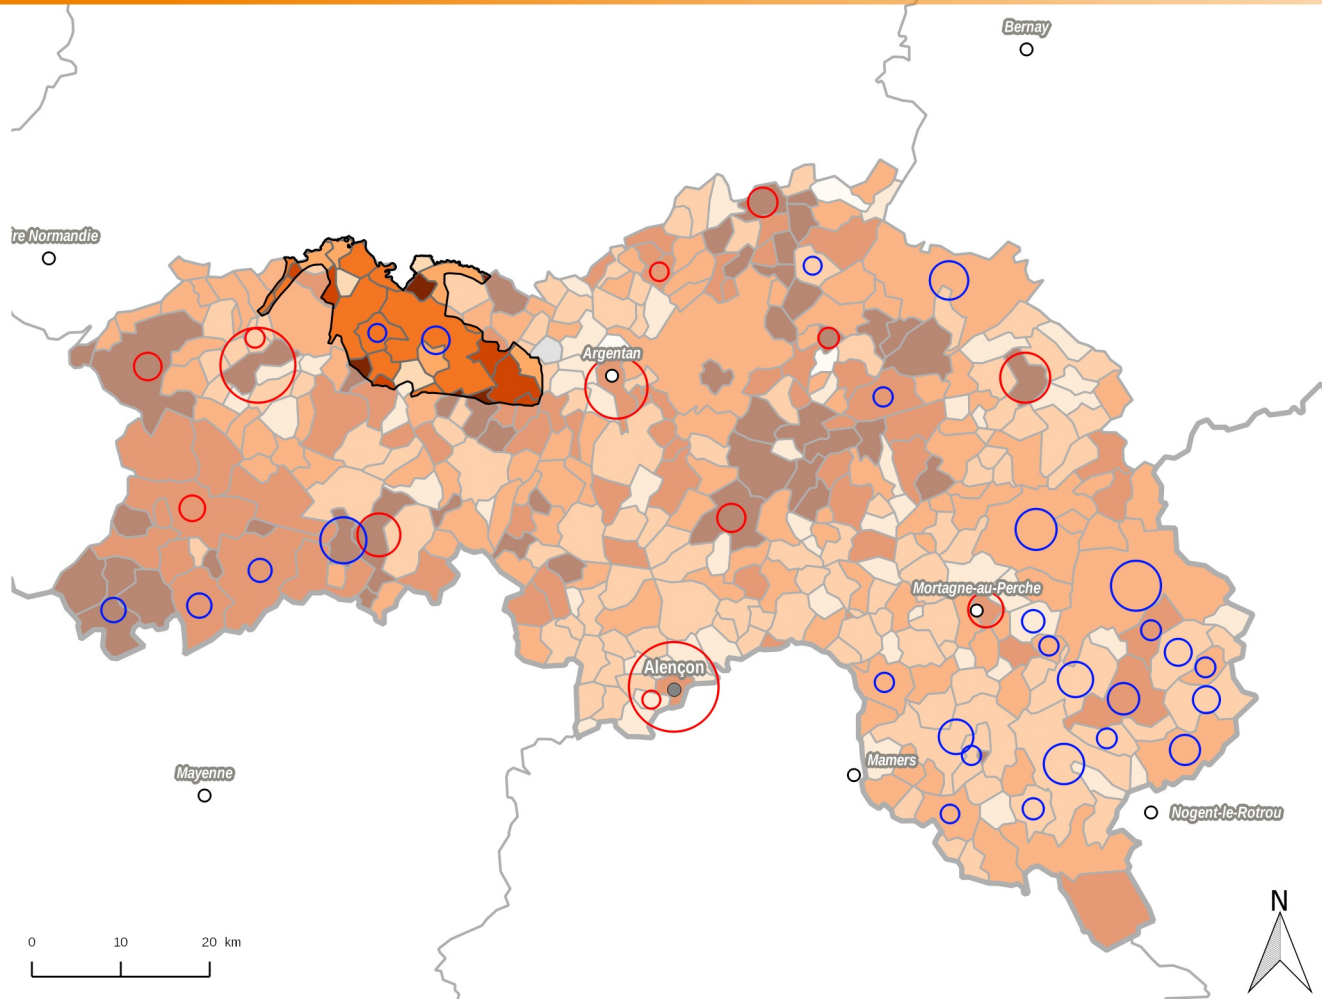 Bernay
re Normandie
Argentan
Mortagne-au-Perche
Alençon
Mamers
Mayenne
Nogent-le-Rotrou
N
0 10 20 km